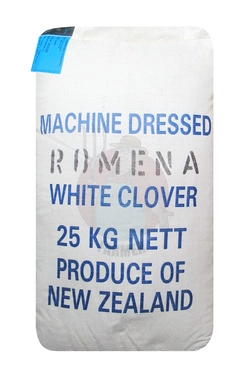 MACHINE DRESSED
ROMENA
WHITE CLOVER
25 KG NETT
PRODUCE OF
NEW ZEALAND